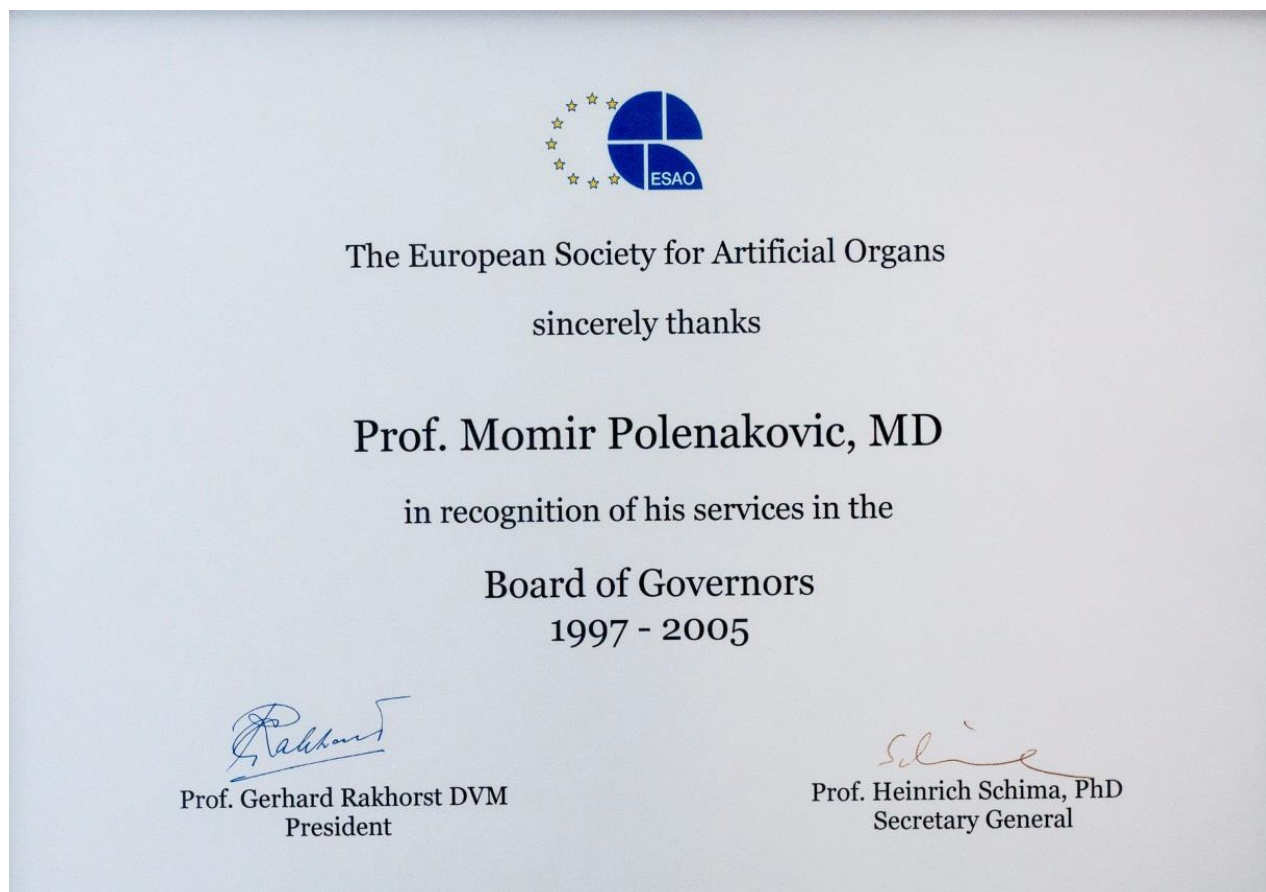 ESAO
The European Society for Artificial Organs
sincerely thanks
Prof. Momir Polenakovic, MD
in recognition of his services in the
Board of Governors
1997 - 2005
Prof. Gerhard Rakhorst DVM
President
Prof. Heinrich Schima, PhD
Secretary General